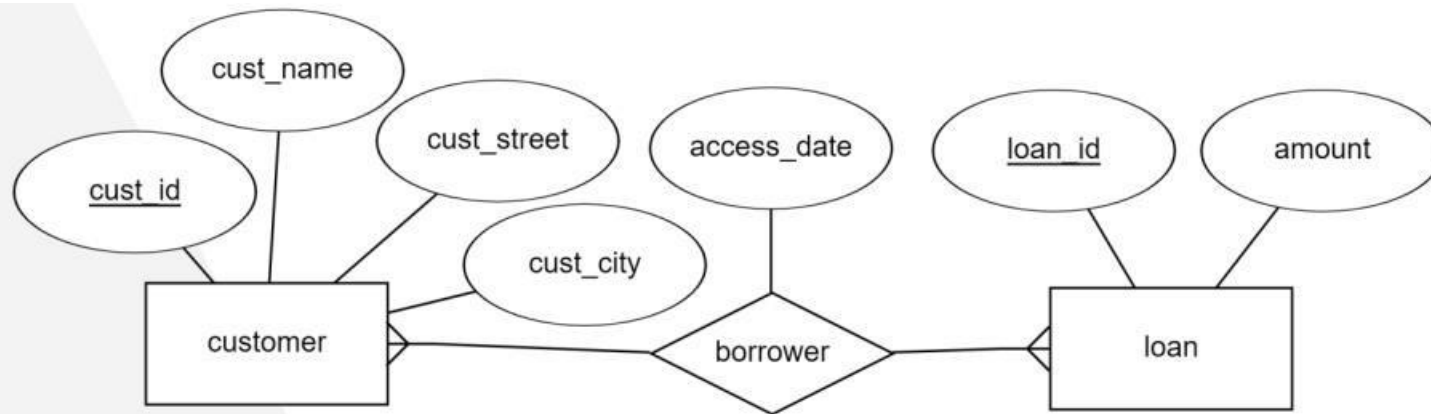 cust_name
cust_street
access_date
loan_id
amount
cust_id
cust_city
customer
borrower
loan